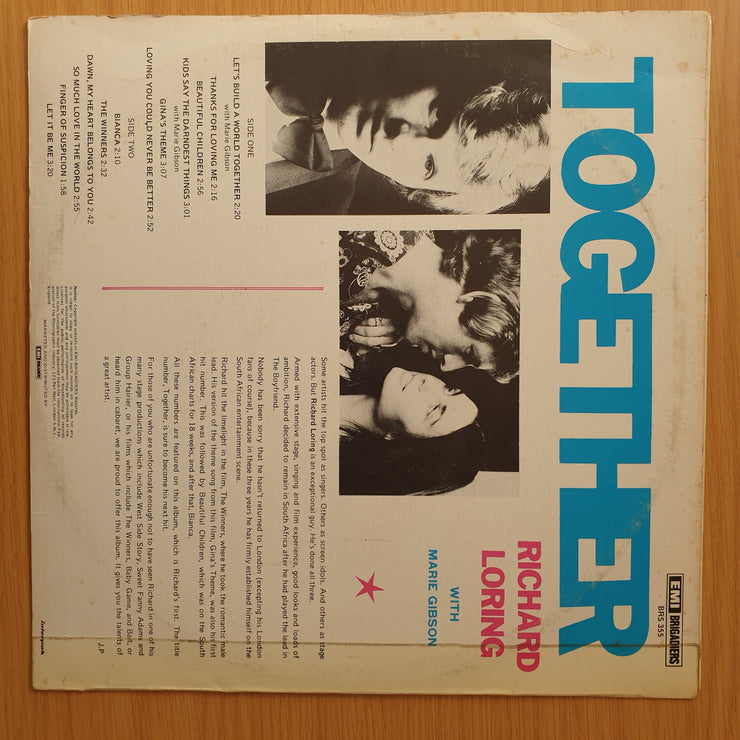 TOGETHER
EMI BRIGADIERS
BRS 355
RICHARD
LORING
WITH
MARIE GIBSON
SIDE ONE
LET'S BUILD A WORLD TOGETHER 2:20
with Marie Gibson
THANKS FOR LOVING ME 2:16
BEAUTIFUL CHILDREN 2:56
KIDS SAY THE DARNDEST THINGS 3:01
with Marie Gibson
GINA'S THEME 3:07
LOVING YOU COULD NEVER BE BETTER 2:52
SIDE TWO
BIANCA 2:10
THE WINNERS 2:32
DAWN, MY HEART BELONGS TO YOU 2:42
SO MUCH LOVE IN THE WORLD 2:55
FINGER OF SUSPICION 1:58
LET IT BE ME 3:20
Some artists hit the top spot as singers. Others as screen idols. And others as stage
actors. But Richard Loring is an exceptional guy. He's done all three.
Armed with extensive stage, singing and film experience, good looks and loads of
ambition, Richard decided to remain in South Africa after he had played the lead in
The Boyfriend.
Nobody has been sorry that he hasn't returned to London (excepting his London
fans of course), because in these three years he has firmly established himself on the
South African entertainment scene.
Richard hit the limelight in the film, The Winners, where he took the romantic male
lead. His version of the theme song from this film, Gina's Theme, was also his first
hit number. This was followed by Beautiful Children, which was on the South
African charts for 18 weeks, and after that, Bianca.
All these numbers are featured on this album, which is Richard's first. The title
number, Together, is sure to become his next hit.
For those of you who are unfortunate enough not to have seen Richard in one of his
many stage productions which include West Side Story, Sweet Fanny Adams and
Group Harrier, or his films which include The Winners, Baby Game, and Bait, or
heard him in cabaret, we are proud to offer this album. It gives you the talents of
a great artist.
J.P
MARKETED AND DISTRIBUTED BY
EMI BRIGADIERS
interpak